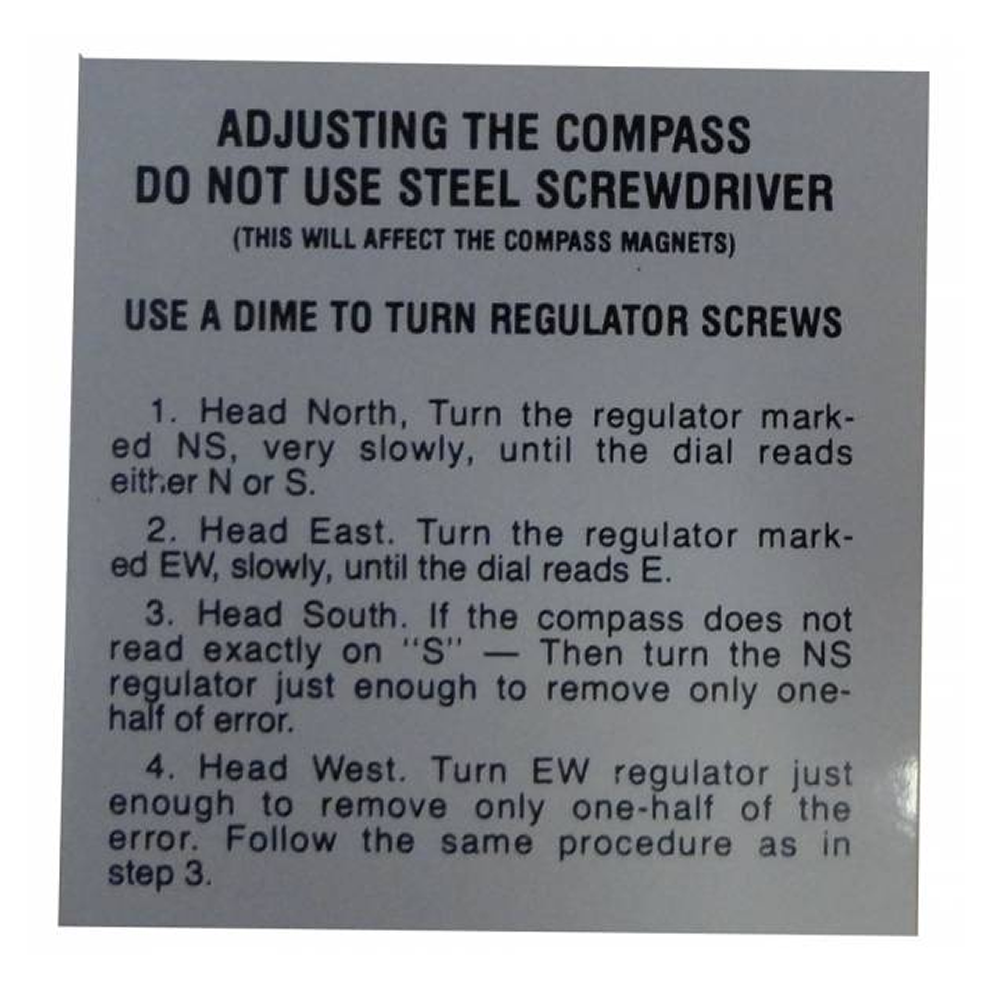 ADJUSTING THE COMPASS
DO NOT USE STEEL SCREWDRIVER
(THIS WILL AFFECT THE COMPASS MAGNETS)
USE A DIME TO TURN REGULATOR SCREWS
1. Head North, Turn the regulator mark-
ed NS, very slowly, until the dial reads
either N or S.
2. Head East. Turn the regulator mark-
ed EW, slowly, until the dial reads E.
3. Head South. If the compass does not
read exactly on "S" — Then turn the NS
regulator just enough to remove only one-
half of error.
4. Head West. Turn EW regulator just
enough to remove only one-half of the
error. Follow the same procedure as in
step 3.